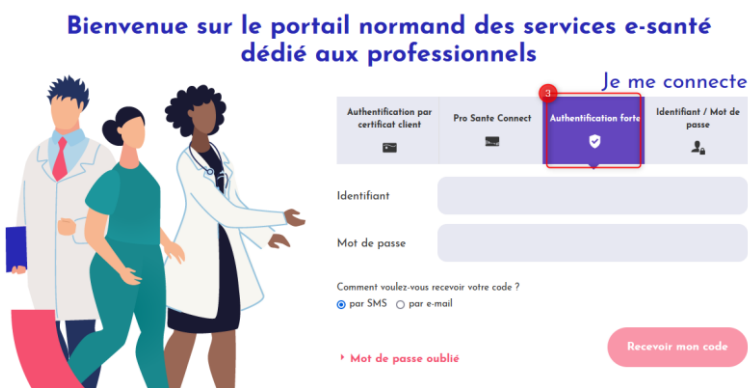 Bienvenue sur le portail normand des services e-santé
dédié aux professionnels
Je me connecte
3
Authentification par
certificat client
Pro Sante Connect
Authentification forte
Identifiant / Mot de
passe
Identifiant
Mot de passe
Comment voulez-vous recevoir votre code ?
par SMS par e-mail
Recevoir mon code
Mot de passe oublié